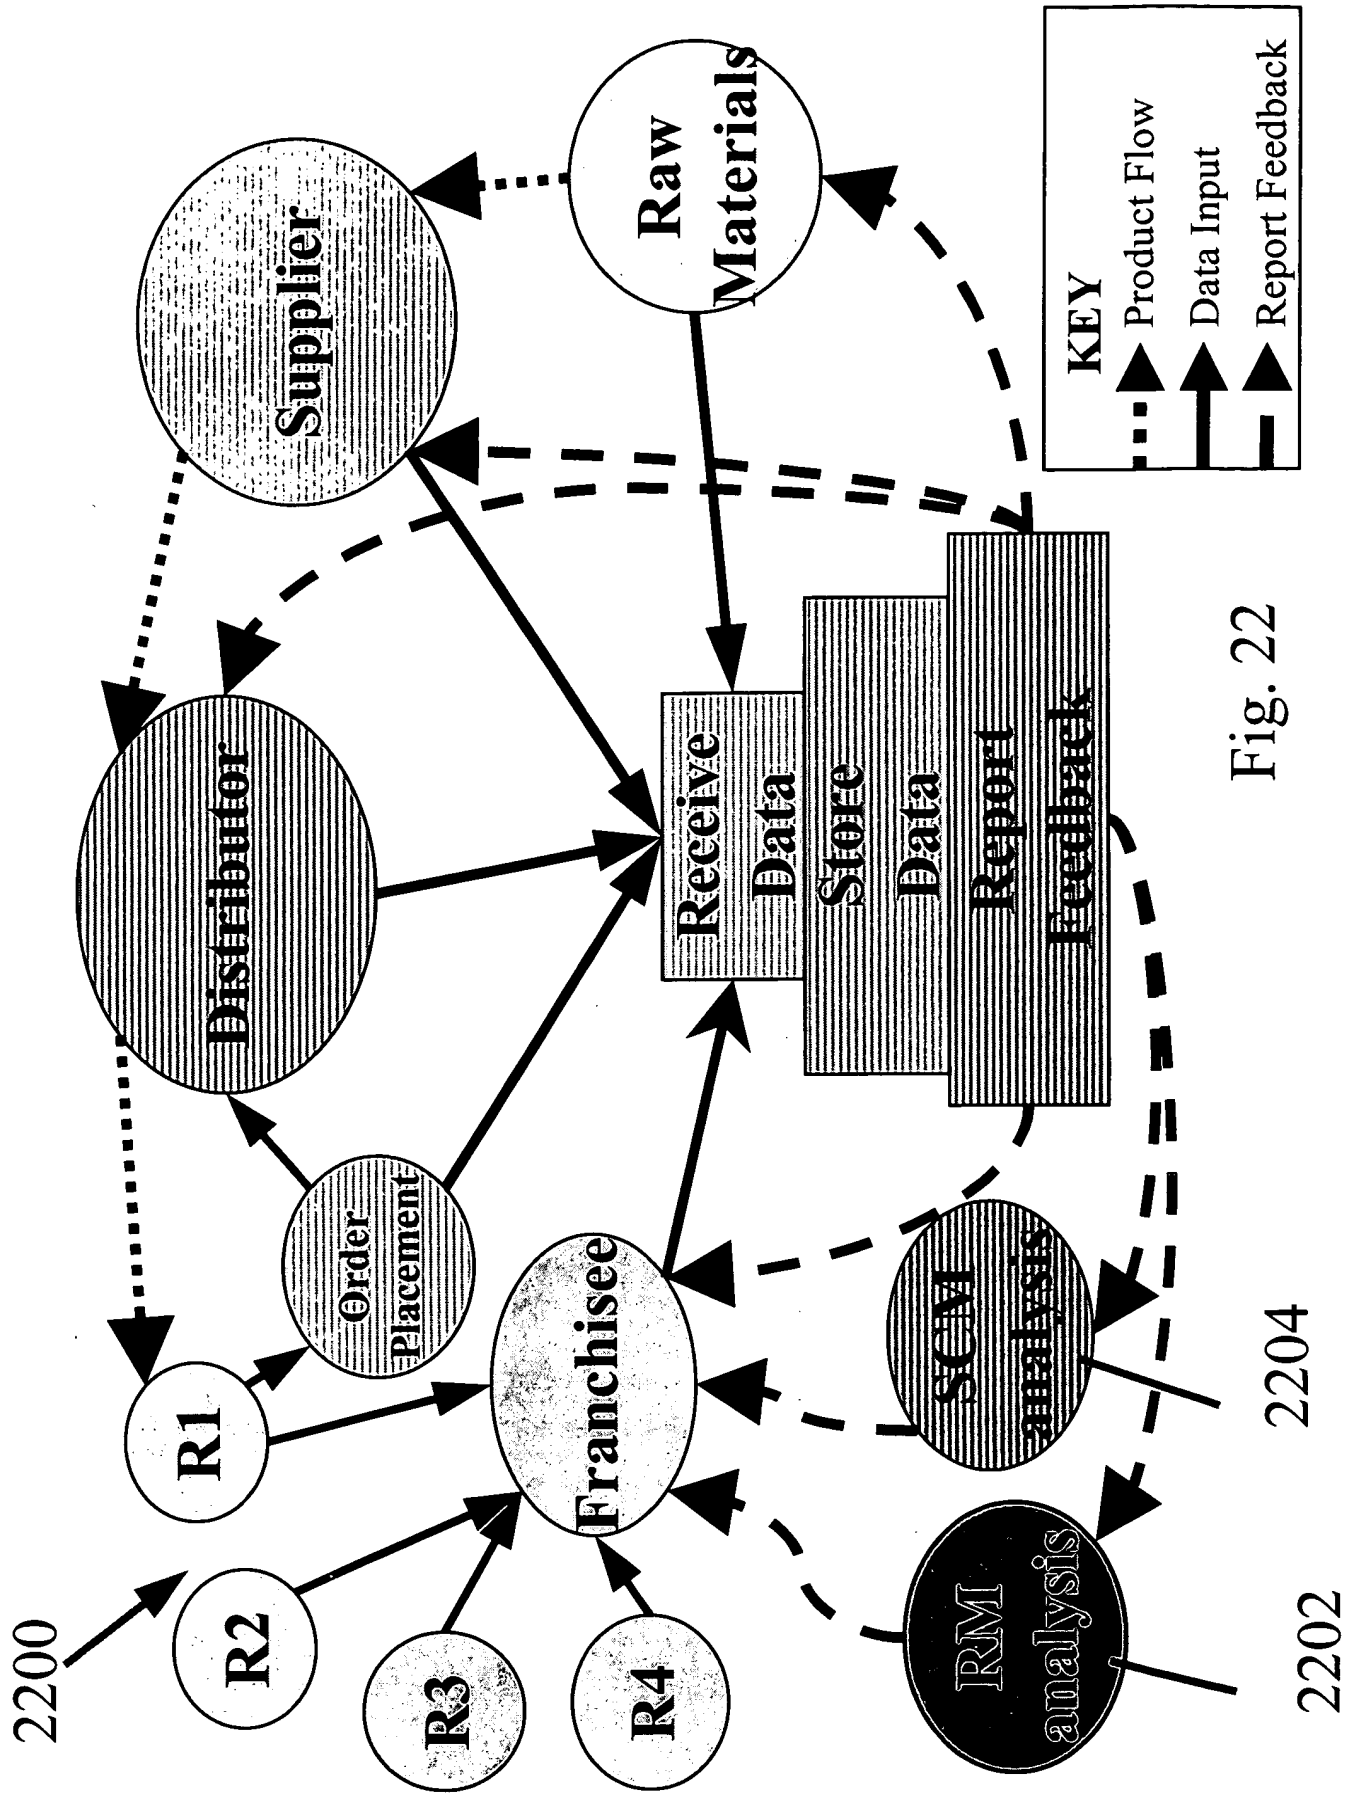 2200
R1
R2
R3
R4
Order
Placement
Distributor
Supplier
Raw
Materials
Franchisee
Receive
Data
Store
Data
Report
Feedback
RM
analysis
SCM
analysis
2202
2204
KEY
Product Flow
Data Input
Report Feedback
Fig. 22